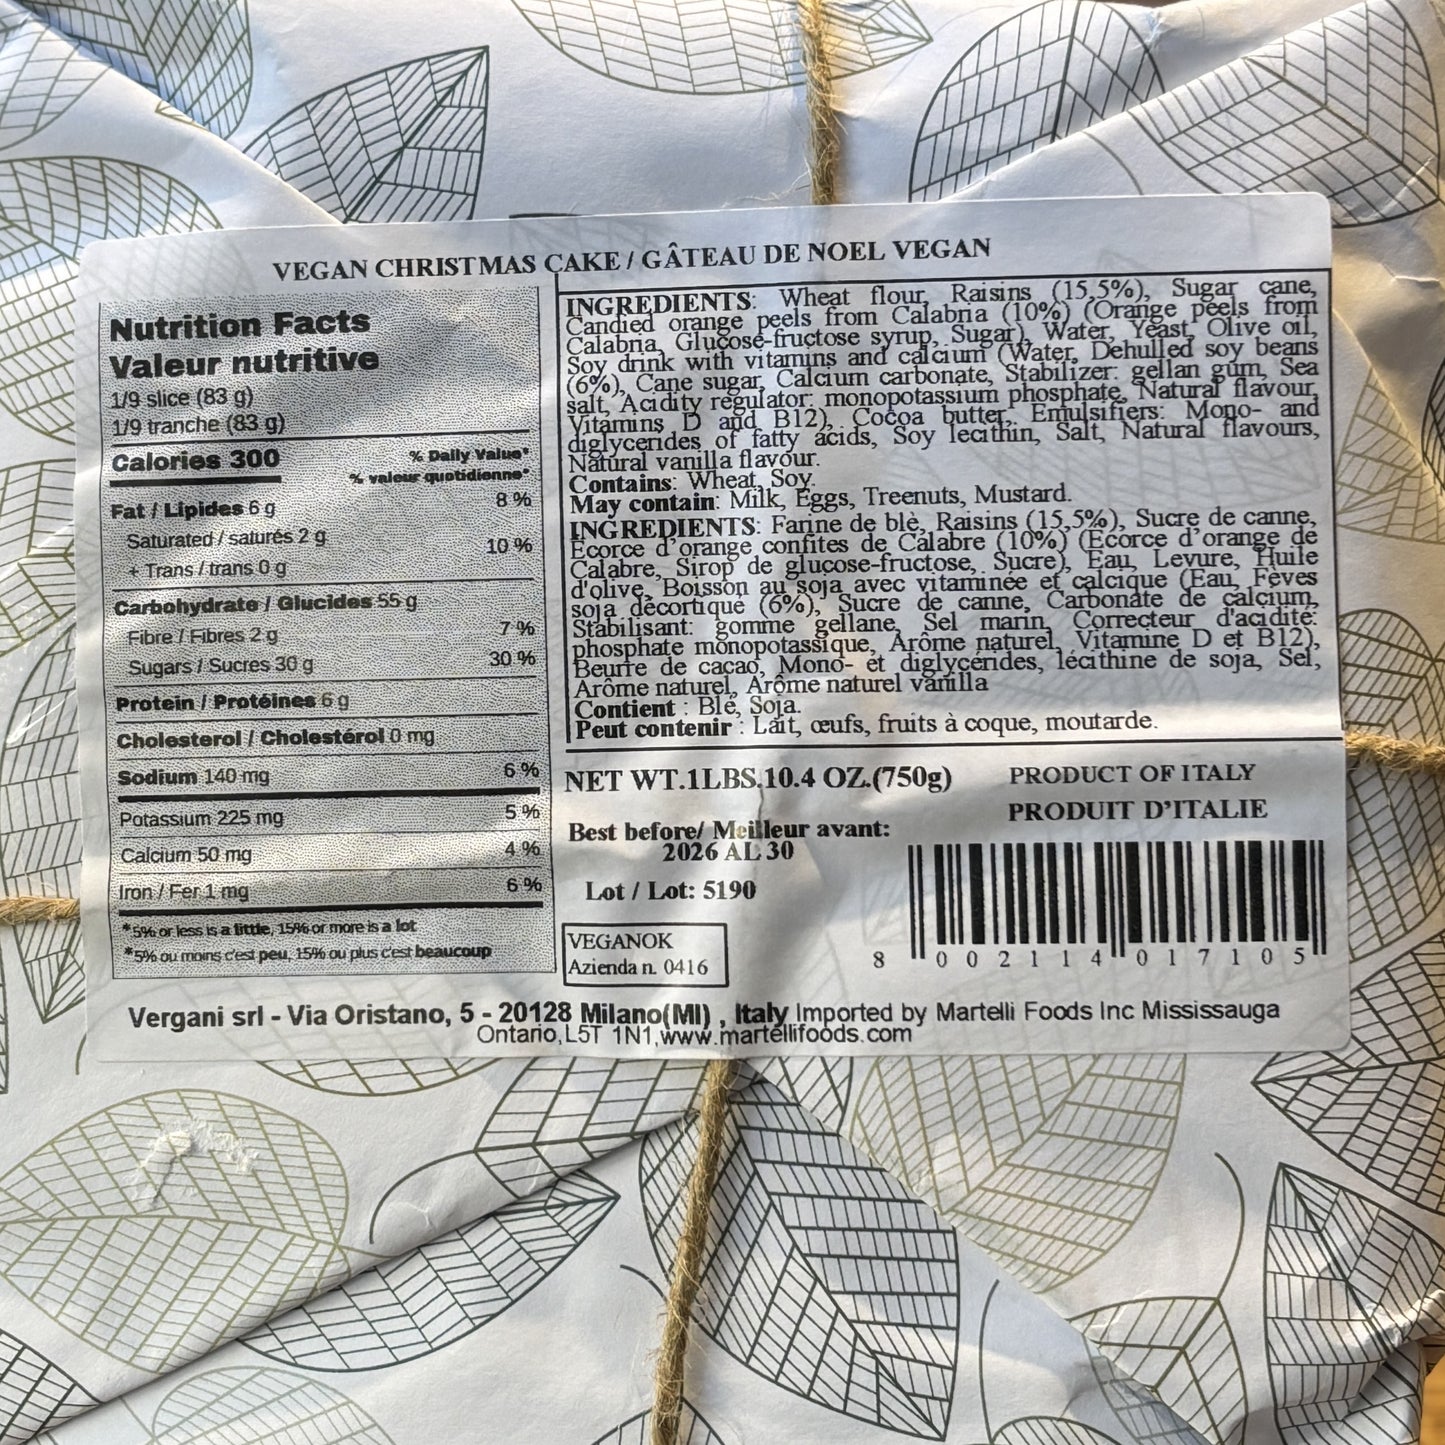 VEGAN CHRISTMAS CAKE / GÂTEAU DE NOEL VEGAN
Nutrition Facts
Valeur nutritive
1/9 slice (83 g)
1/9 tranche (83 g)
Calories 300
% Daily Value*
% valeur quotidienne*
Fat / Lipides 6 g 8 %
Saturated / saturés 2 g
+ Trans / trans 0 g 10 %
Carbohydrate / Glucides 55 g
Fibre / Fibres 2 g 7 %
Sugars / Sucres 30 g 30 %
Protein / Protéines 6 g
Cholesterol / Cholestérol 0 mg
Sodium 140 mg 6 %
Potassium 225 mg 5 %
Calcium 50 mg 4 %
Iron / Fer 1 mg 6 %
*5% or less is a little, 15% or more is a lot
*5% ou moins c'est peu, 15% ou plus c'est beaucoup
INGREDIENTS: Wheat flour, Raisins (15,5%), Sugar cane,
Candied orange peels from Calabria (10%) (Orange peels from
Calabria, Glucose-fructose syrup, Sugar), Water, Yeast, Olive oil,
Soy drink with vitamins and calcium (Water, Dehulled soy beans
(6%), Cane sugar, Calcium carbonate, Stabilizer: gellan gum, Sea
salt, Acidity regulator: monopotassium phosphate, Natural flavour,
Vitamins D and B12), Cocoa butter, Emulsifiers: Mono- and
diglycerides of fatty acids, Soy lecithin, Salt, Natural flavours,
Natural vanilla flavour.
Contains: Wheat, Soy.
May contain: Milk, Eggs, Treenuts, Mustard.
INGREDIENTS: Farine de blè, Raisins (15,5%), Sucre de canne,
Écorce d'orange confites de Calabre (10%) (Écorce d'orange de
Calabre, Sirop de glucose-fructose, Sucre), Eau, Levure, Huile
d'olive, Boisson au soja avec vitaminée et calcique (Eau, Fèves
soja décortique (6%), Sucre de canne, Carbonate de calcium,
Stabilisant: gomme gellane, Sel marin, Correcteur d'acidité:
phosphate monopotassique, Arôme naturel, Vitamine D et B12),
Beurre de cacao, Mono- et diglycérides, lécithine de soja, Sel,
Arôme naturel, Arôme naturel vanilla
Contient : Blé, Soja.
Peut contenir : Lait, œufs, fruits à coque, moutarde.
NET WT.1LBS.10.4 OZ.(750g)
PRODUCT OF ITALY
PRODUIT D'ITALIE
Best before/ Meilleur avant:
2026 AL 30
Lot / Lot: 5190
VEGANOK
Azienda n. 0416
8 002114 017105
Vergani srl - Via Oristano, 5 - 20128 Milano(MI) , Italy Imported by Martelli Foods Inc Mississauga
Ontario,L5T 1N1,www.martellifoods.com